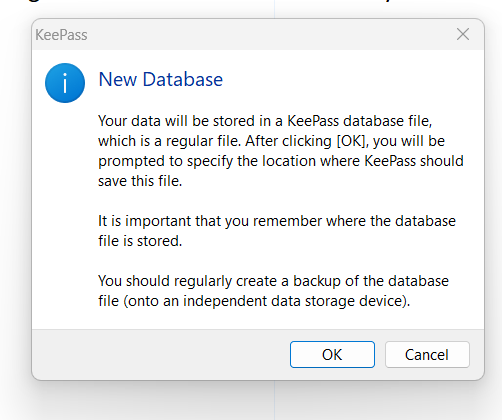 KeePass
New Database
Your data will be stored in a KeePass database file,
which is a regular file. After clicking [OK], you will be
prompted to specify the location where KeePass should
save this file.
It is important that you remember where the database
file is stored.
You should regularly create a backup of the database
file (onto an independent data storage device).
OK
Cancel